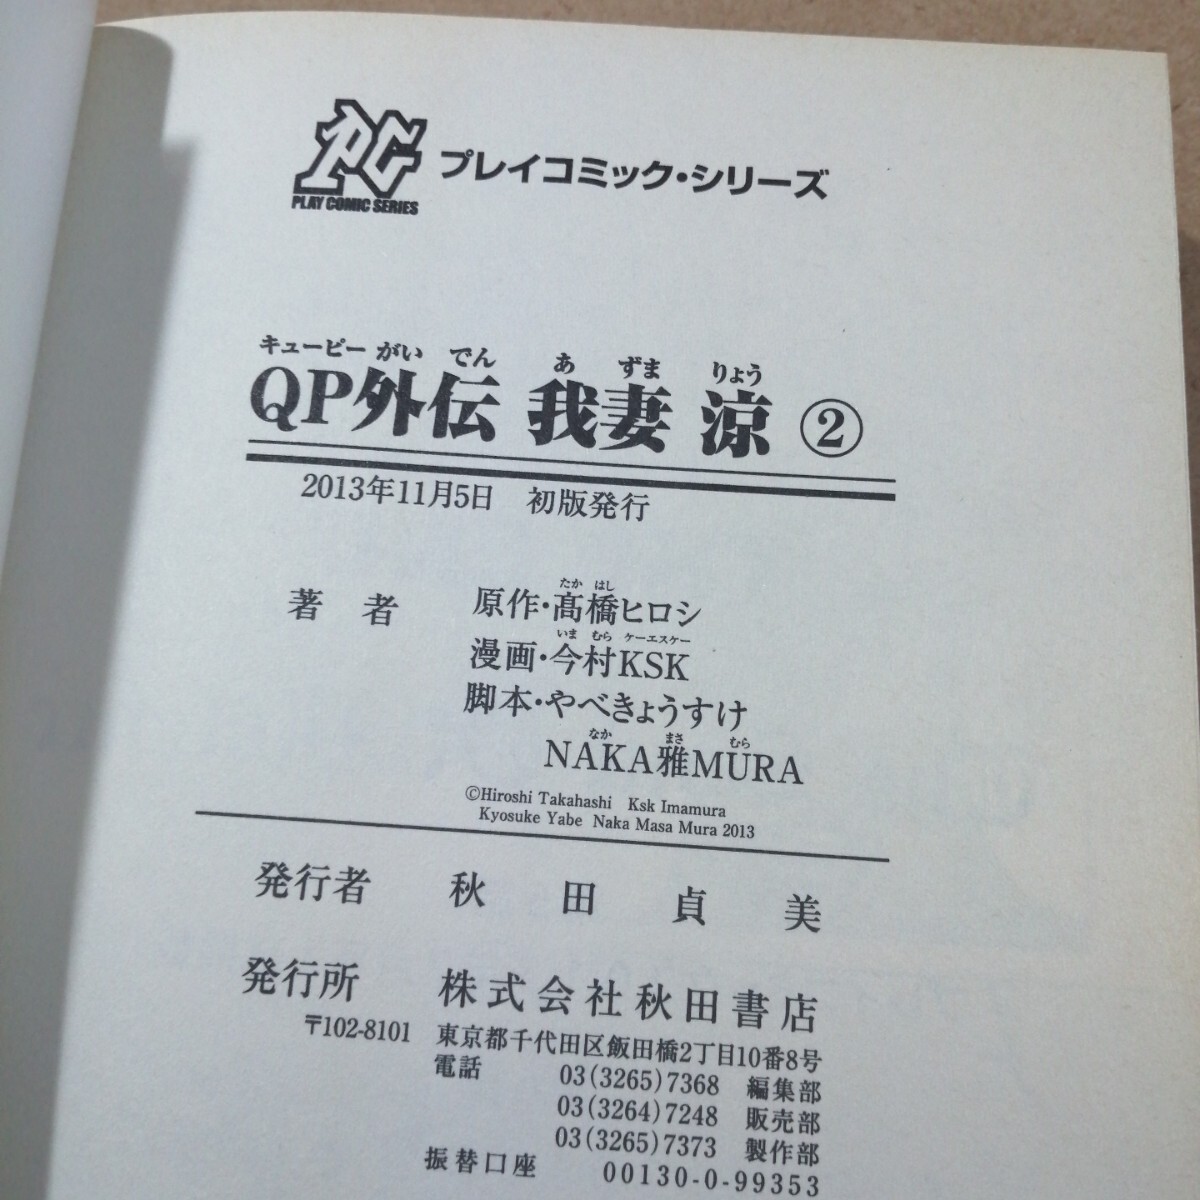 PC プレイコミック・シリーズ
PLAY COMIC SERIES
キューピー がい でん あ ずま りょう
QP外伝 我妻 涼 ②
2013年11月5日 初版発行
たか はし
著者 原作・髙橋ヒロシ
いま むら ケーエスケー
漫画・今村KSK
脚本・やべきょうすけ
なか まさ むら
NAKA雅MURA
©Hiroshi Takahashi Ksk Imamura
Kyosuke Yabe Naka Masa Mura 2013
発行者 秋田貞美
発行所 株式会社秋田書店
〒102-8101 東京都千代田区飯田橋2丁目10番8号
電話 03(3265)7368 編集部
03(3264)7248 販売部
03(3265)7373 製作部
振替口座 00130-0-99353